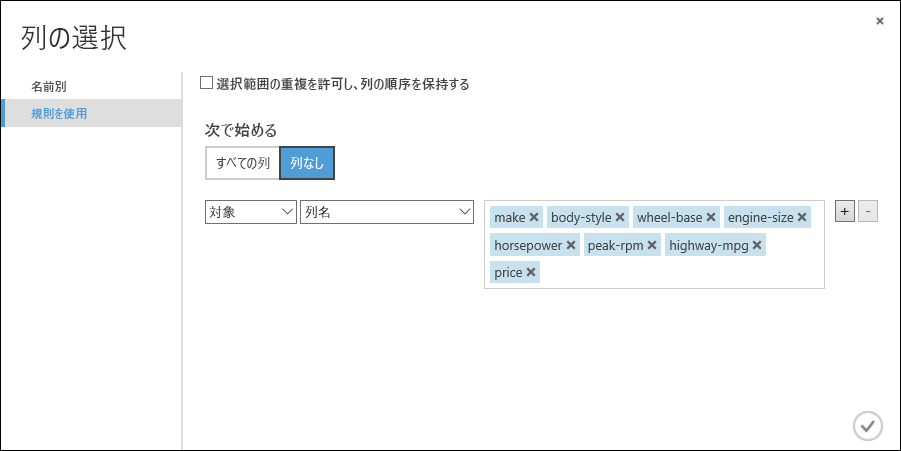 列の選択
名前別
規則を使用
選択範囲の重複を許可し、列の順序を保持する
次で始める
すべての列 列なし
対象 列名 + -
make × body-style × wheel-base × engine-size ×
horsepower × peak-rpm × highway-mpg ×
price ×